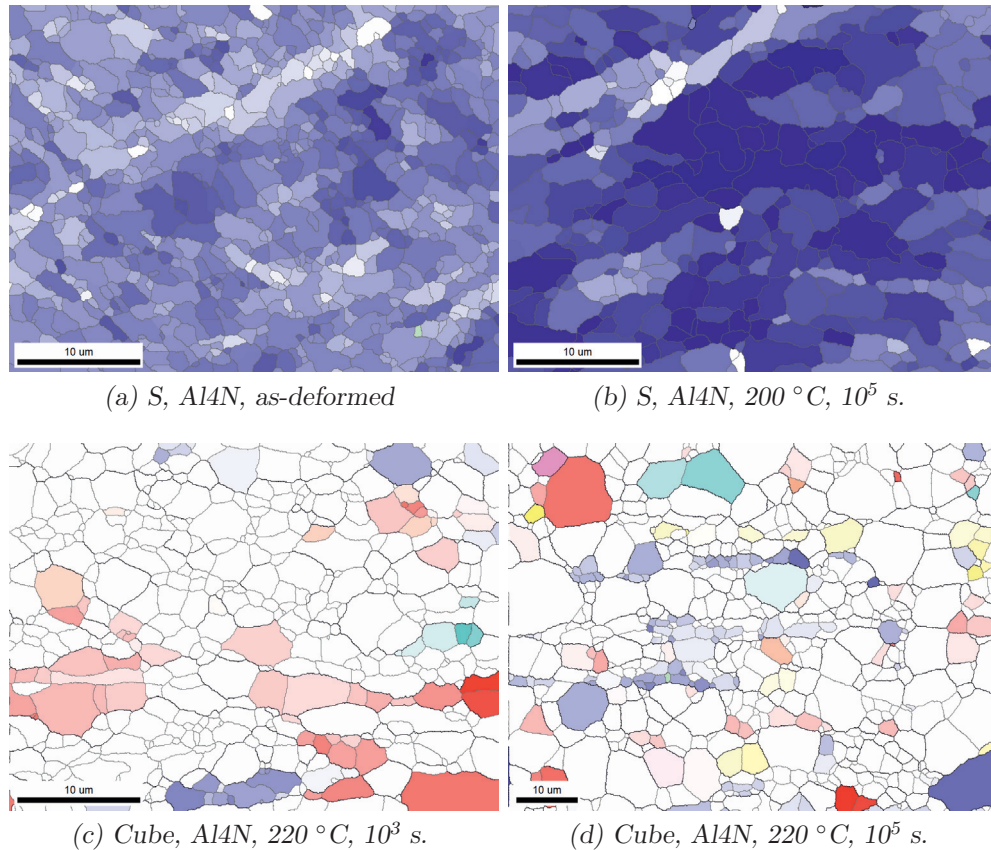 10 um
10 um
(a) S, Al4N, as-deformed
(b) S, Al4N, 200 °C, 10⁵ s.
10 um
10 um
(c) Cube, Al4N, 220 °C, 10³ s.
(d) Cube, Al4N, 220 °C, 10⁵ s.